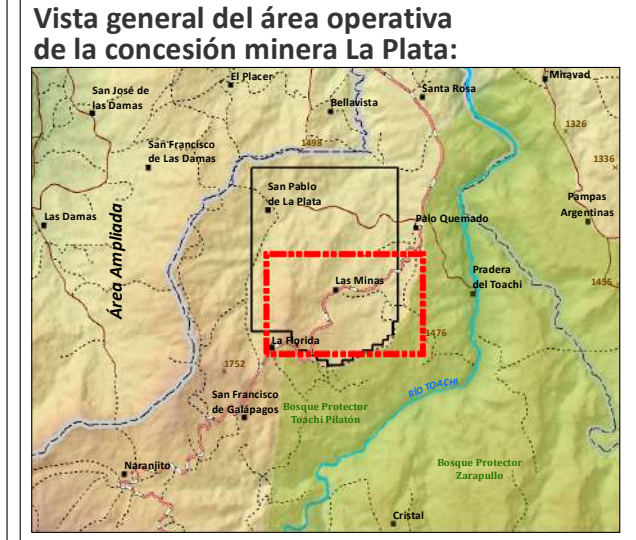 Vista general del área operativa
de la concesión minera La Plata:
El Placer
Miravad
San José de
las Damas
Santa Rosa
Bellavista
1326
1498
San Francisco
de Las Damas
1336
San Pablo
de La Plata
Pampas
Argentinas
Las Damas
Palo Quemado
Área Ampliada
Las Minas
Pradera
del Toachi
1476
La Florida
1752
San Francisco
de Galápagos
RÍO TOACHI
Bosque Protector
Toachi Pilatón
Naranjito
Bosque Protector
Zarapullo
Cristal